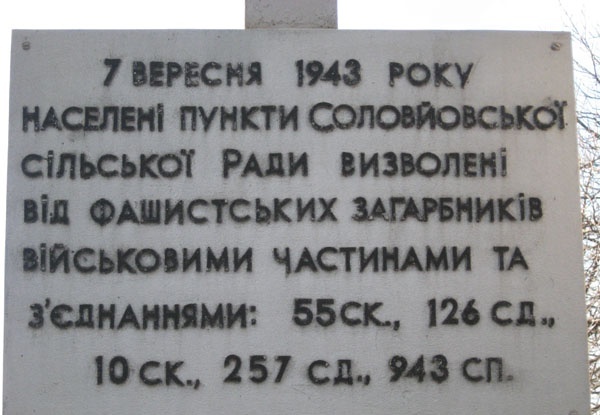 7 ВЕРЕСНЯ 1943 РОКУ
НАСЕЛЕНІ ПУНКТИ СОЛОВЙОВСЬКОЇ
СІЛЬСЬКОЇ РАДИ ВИЗВОЛЕНІ
ВІД ФАШИСТСЬКИХ ЗАГАРБНИКІВ
ВІЙСЬКОВИМИ ЧАСТИНАМИ ТА
З'ЄДНАННЯМИ: 55СК., 126 СД.,
10 СК., 257 СД., 943 СП.